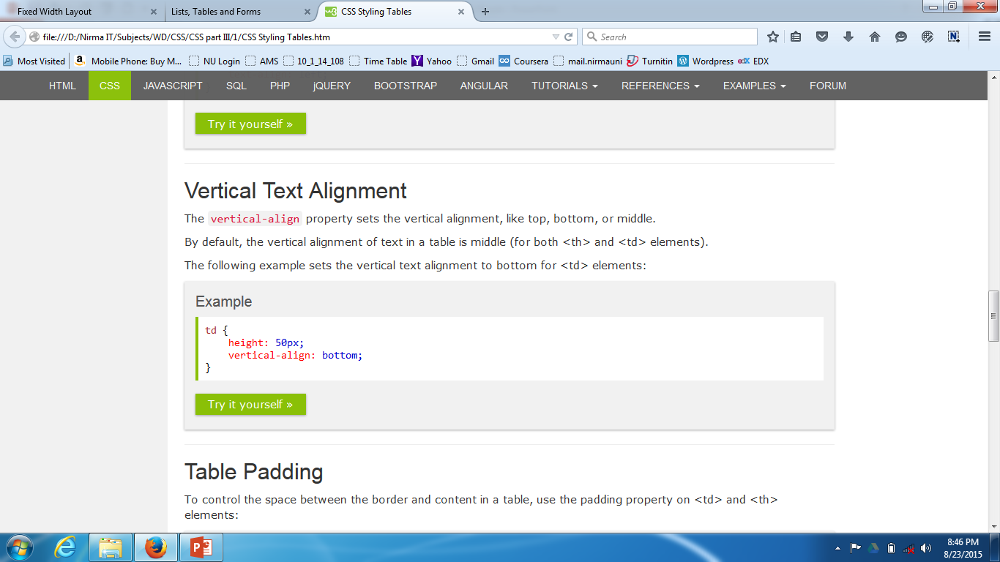 Fixed Width Layout
Lists, Tables and Forms
CSS Styling Tables
file:///D:/Nirma IT/Subjects/WD/CSS/CSS part III/1/CSS Styling Tables.htm
Search
Most Visited
Mobile Phone: Buy M...
NU Login
AMS
10_1_14_108
Time Table
Yahoo
Gmail
Coursera
mail.nirmauni
Turnitin
Wordpress
edX EDX
HTML
CSS
JAVASCRIPT
SQL
PHP
jQUERY
BOOTSTRAP
ANGULAR
TUTORIALS
REFERENCES
EXAMPLES
FORUM
Try it yourself »
Vertical Text Alignment
The vertical-align property sets the vertical alignment, like top, bottom, or middle.
By default, the vertical alignment of text in a table is middle (for both <th> and <td> elements).
The following example sets the vertical text alignment to bottom for <td> elements:
Example
td {
    height: 50px;
    vertical-align: bottom;
}
Try it yourself »
Table Padding
To control the space between the border and content in a table, use the padding property on <td> and <th>
elements:
8:46 PM
8/23/2015